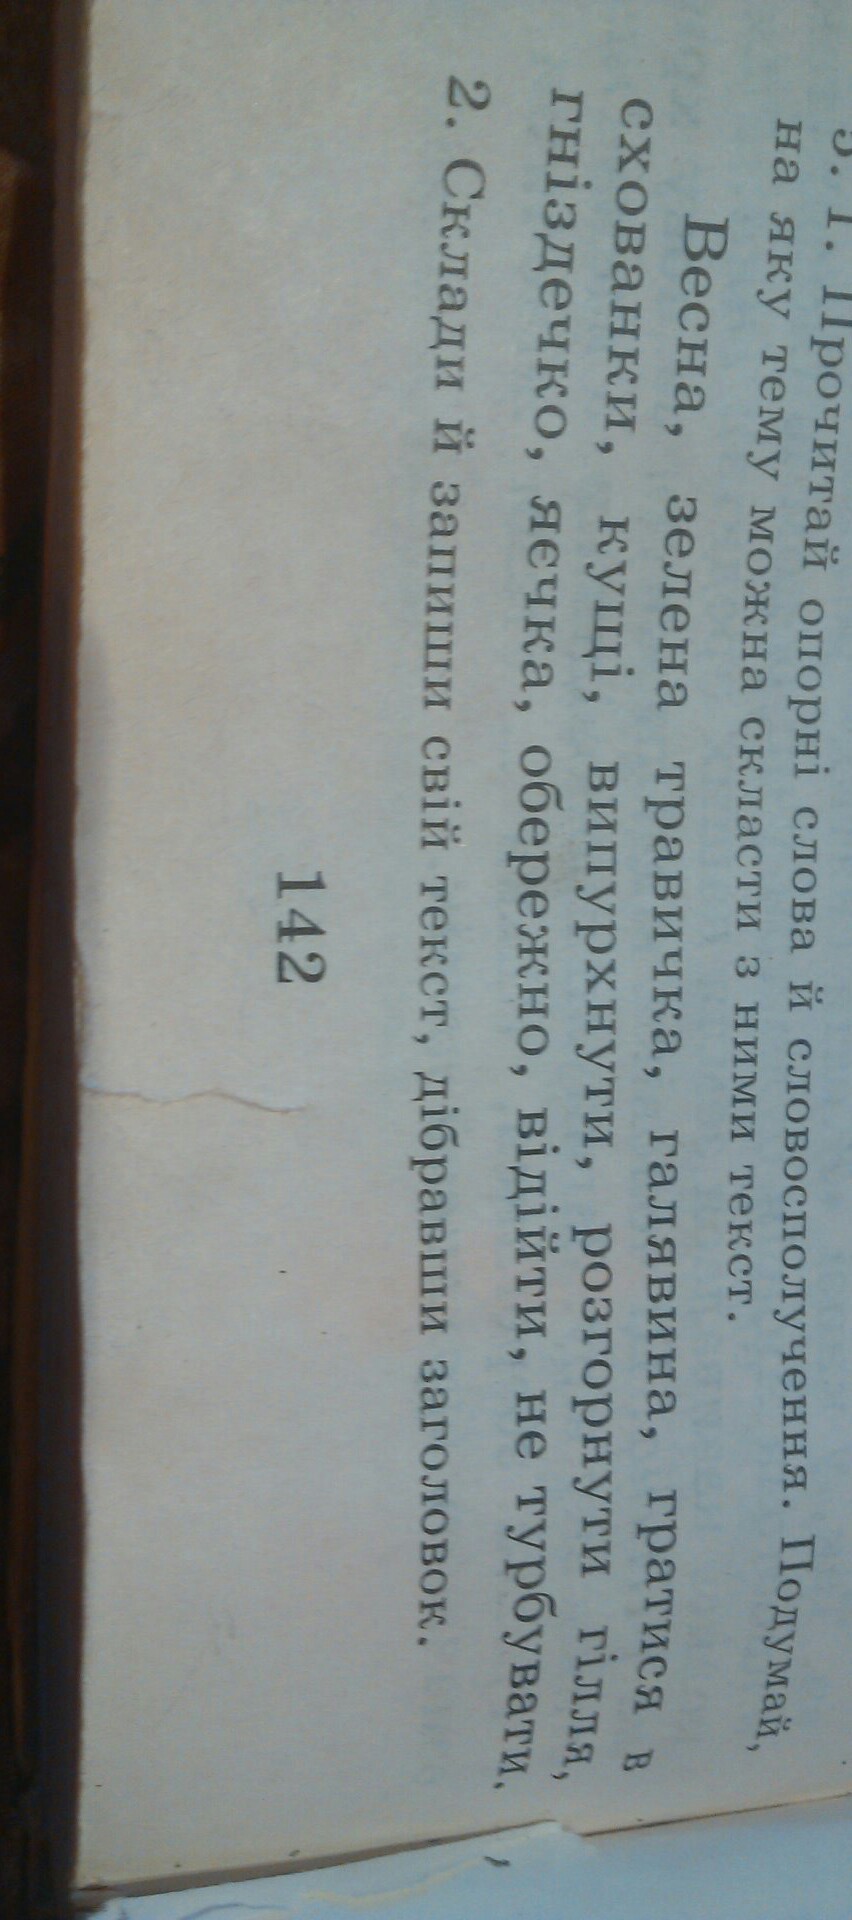 1. Прочитай опорні слова й словосполучення. Подумай,
на яку тему можна скласти з ними текст.
Весна, зелена травичка, галявина, гратися в
схованки, кущі, випурхнути, розгорнути гілля,
гніздечко, яєчка, обережно, відійти, не турбувати.
2. Склади й запиши свій текст, дібравши заголовок.
142